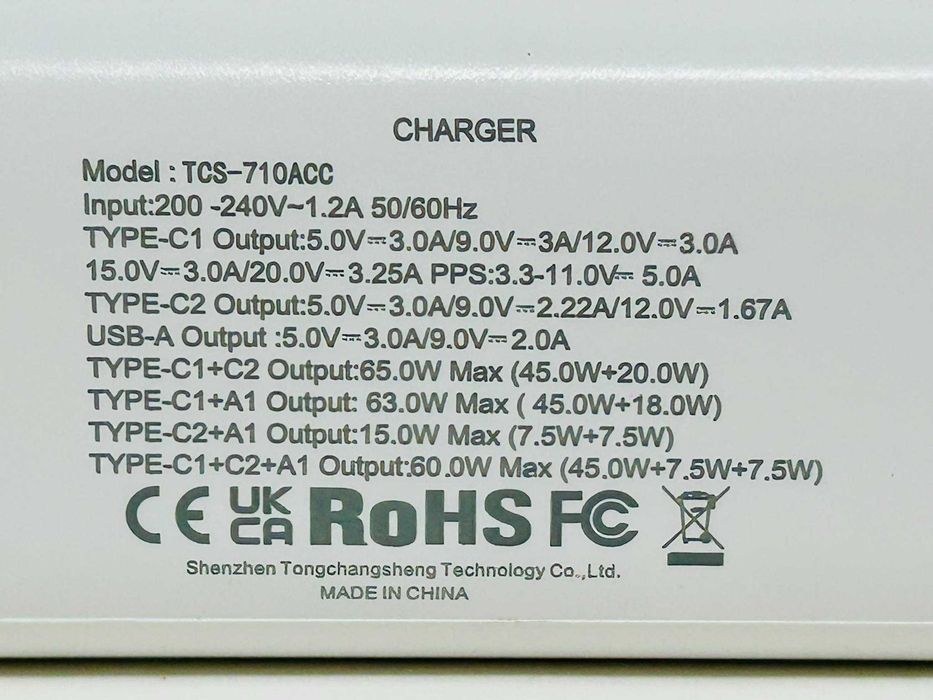 CHARGER
Model : TCS-710ACC
Input:200 -240V~1.2A 50/60Hz
TYPE-C1 Output:5.0V⎓3.0A/9.0V⎓3A/12.0V⎓3.0A
15.0V⎓3.0A/20.0V⎓3.25A PPS:3.3-11.0V⎓ 5.0A
TYPE-C2 Output:5.0V⎓3.0A/9.0V⎓2.22A/12.0V⎓1.67A
USB-A Output :5.0V⎓3.0A/9.0V⎓2.0A
TYPE-C1+C2 Output:65.0W Max (45.0W+20.0W)
TYPE-C1+A1 Output: 63.0W Max ( 45.0W+18.0W)
TYPE-C2+A1 Output:15.0W Max (7.5W+7.5W)
TYPE-C1+C2+A1 Output:60.0W Max (45.0W+7.5W+7.5W)
CE UK CA RoHS FC
Shenzhen Tongchangsheng Technology Co.,Ltd.
MADE IN CHINA